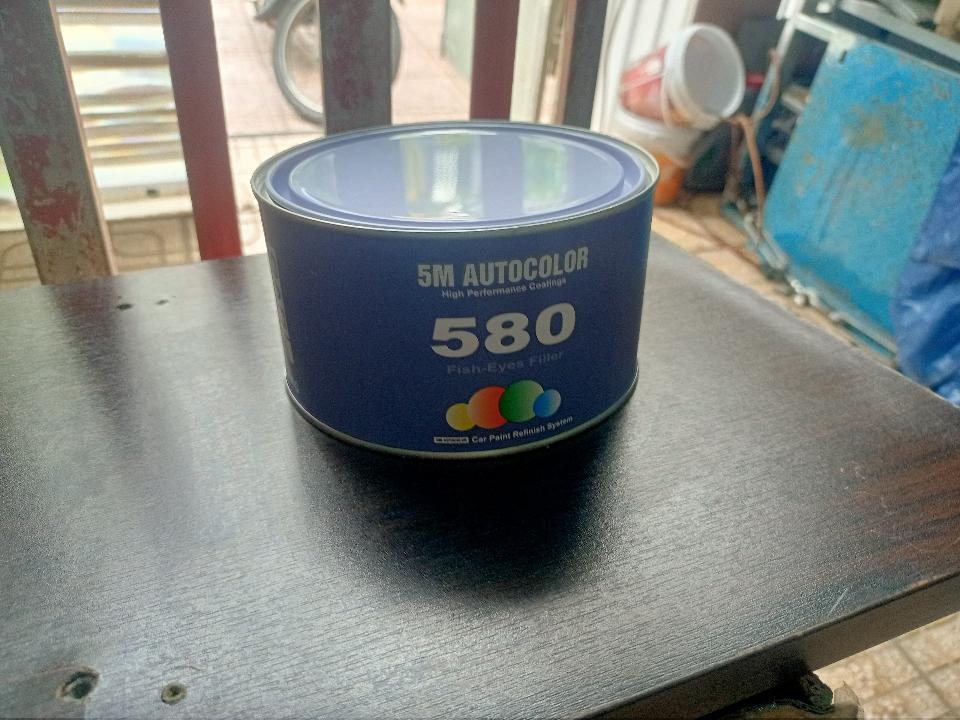 5M AUTOCOLOR
High Performance Coatings
580
Fish-Eyes Filler
Car Paint Refinish System